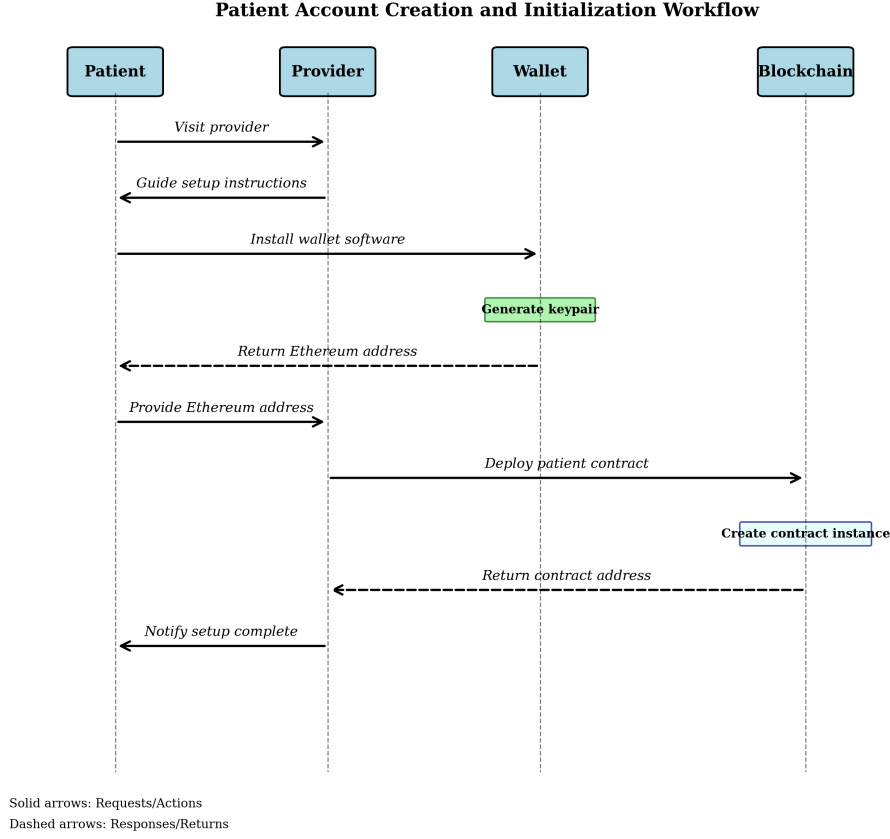 Patient Account Creation and Initialization Workflow
Patient
Provider
Wallet
Blockchain
Visit provider
Guide setup instructions
Install wallet software
Generate keypair
Return Ethereum address
Provide Ethereum address
Deploy patient contract
Create contract instance
Return contract address
Notify setup complete
Solid arrows: Requests/Actions
Dashed arrows: Responses/Returns